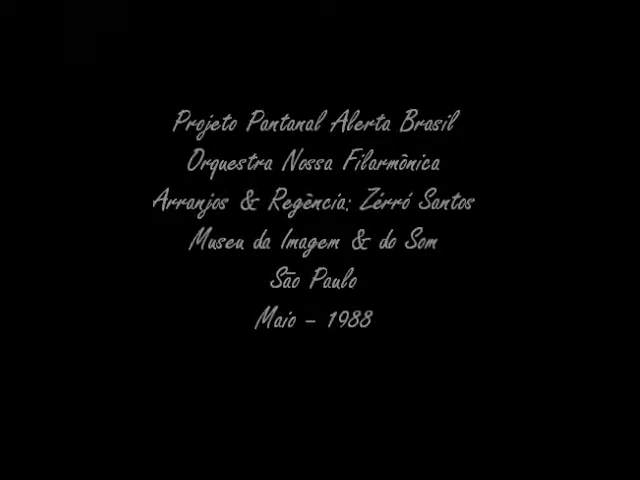 Projeto Pantanal Alerta Brasil
Orquestra Nossa Filarmônica
Arranjos & Regência: Zérró Santos
Museu da Imagem & do Som
São Paulo
Maio - 1988